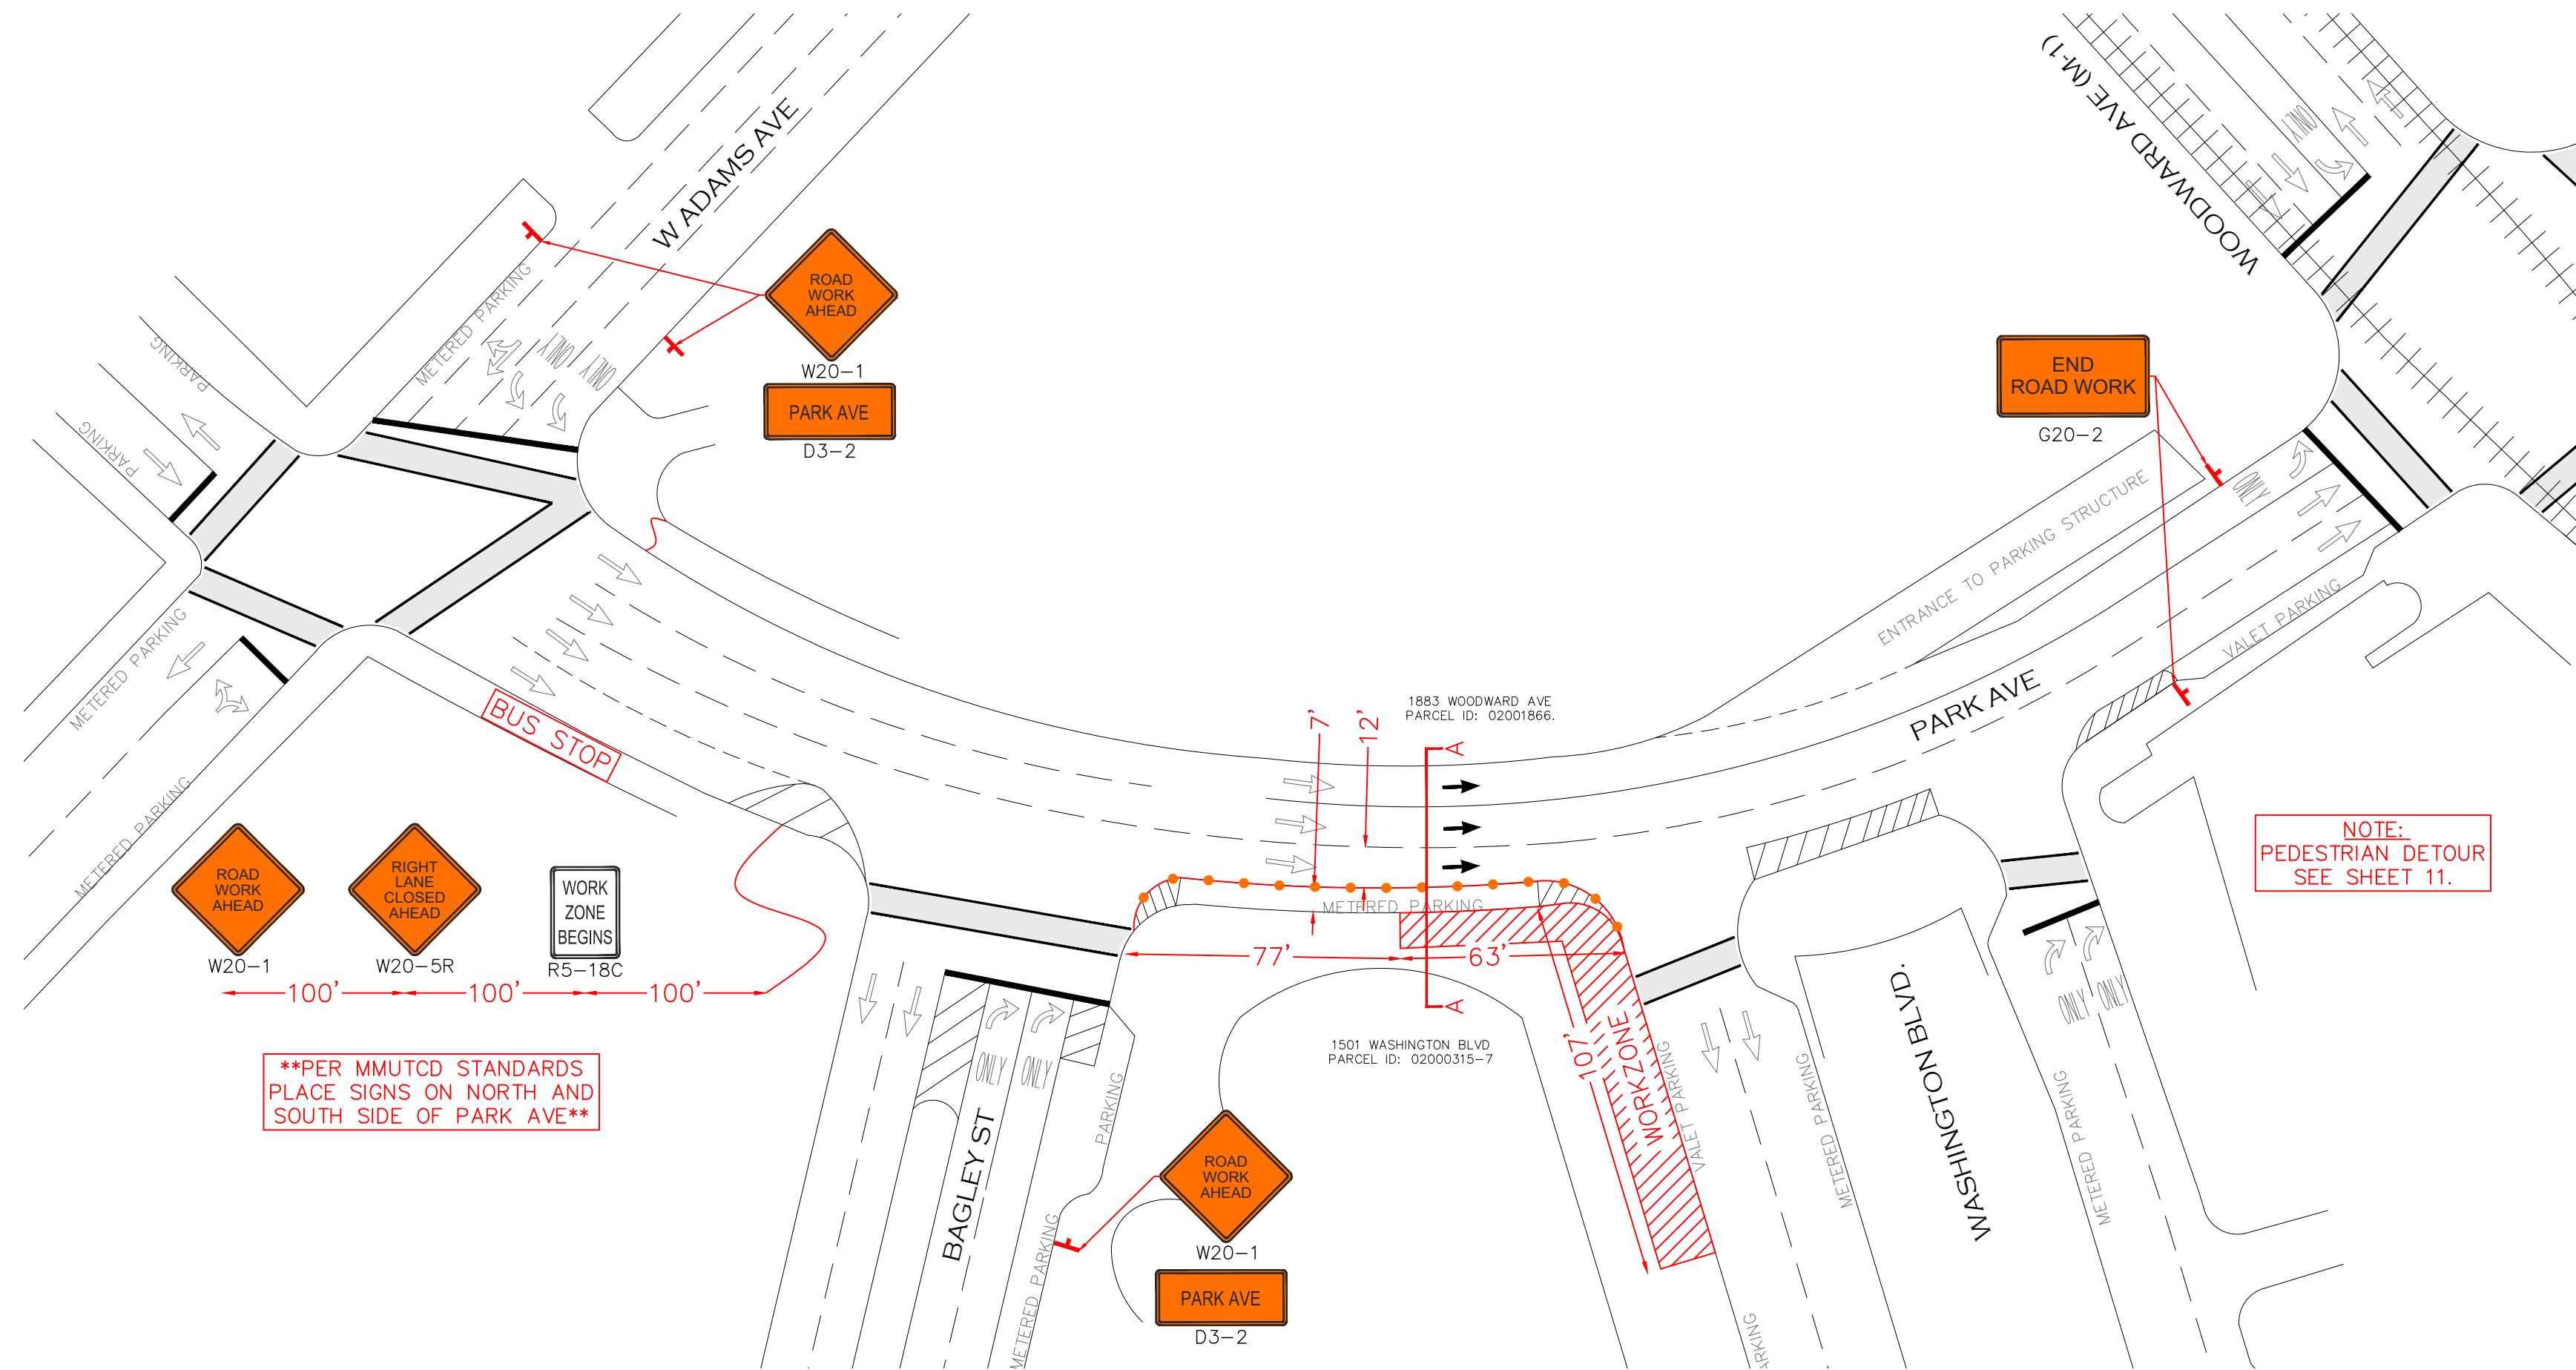 WOODWARD AVE (M-1)
ONLY
W ADAMS AVE
METERED PARKING
ONLY
ONLY
PARKING
PARKING
ROAD
WORK
AHEAD
W20-1
PARK AVE
D3-2
END
ROAD WORK
G20-2
ONLY
ENTRANCE TO PARKING STRUCTURE
VALET PARKING
PARK AVE
METERED PARKING
METERED PARKING
BUS STOP
1883 WOODWARD AVE
PARCEL ID: 02001866.
7'
12'
A
METERED PARKING
77'
63'
A
107'
WORK ZONE
1501 WASHINGTON BLVD
PARCEL ID: 02000315-7
NOTE:
PEDESTRIAN DETOUR
SEE SHEET 11.
ROAD
WORK
AHEAD
W20-1
RIGHT
LANE
CLOSED
AHEAD
W20-5R
WORK
ZONE
BEGINS
R5-18C
100'
100'
100'
**PER MMUTCD STANDARDS
PLACE SIGNS ON NORTH AND
SOUTH SIDE OF PARK AVE**
ONLY
ONLY
BAGLEY ST
PARKING
METERED PARKING
ROAD
WORK
AHEAD
W20-1
PARK AVE
D3-2
VALET PARKING
METERED PARKING
WASHINGTON BLVD.
METERED PARKING
ONLY
ONLY